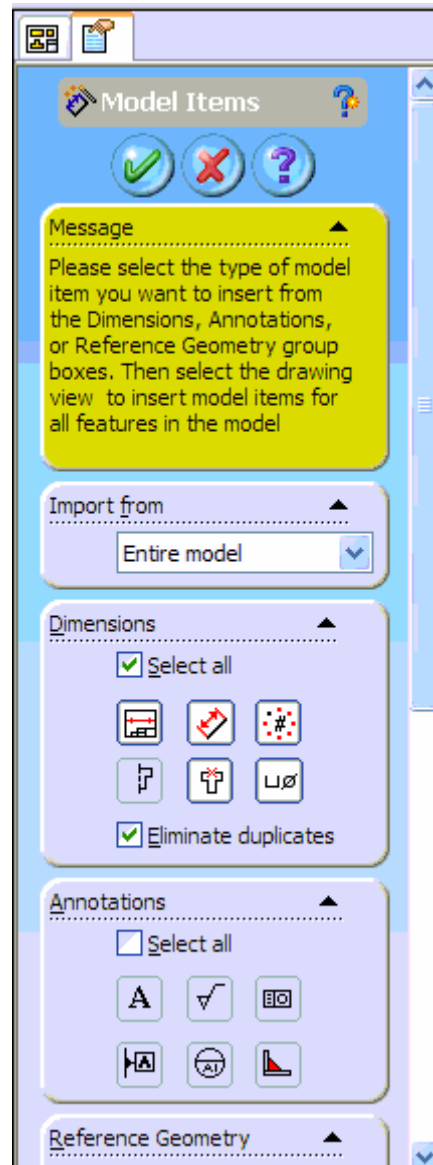 Model Items
Message
Please select the type of model
item you want to insert from
the Dimensions, Annotations,
or Reference Geometry group
boxes. Then select the drawing
view to insert model items for
all features in the model
Import from
Entire model
Dimensions
Select all
#
Eliminate duplicates
Annotations
Select all
A
A
A1
Reference Geometry